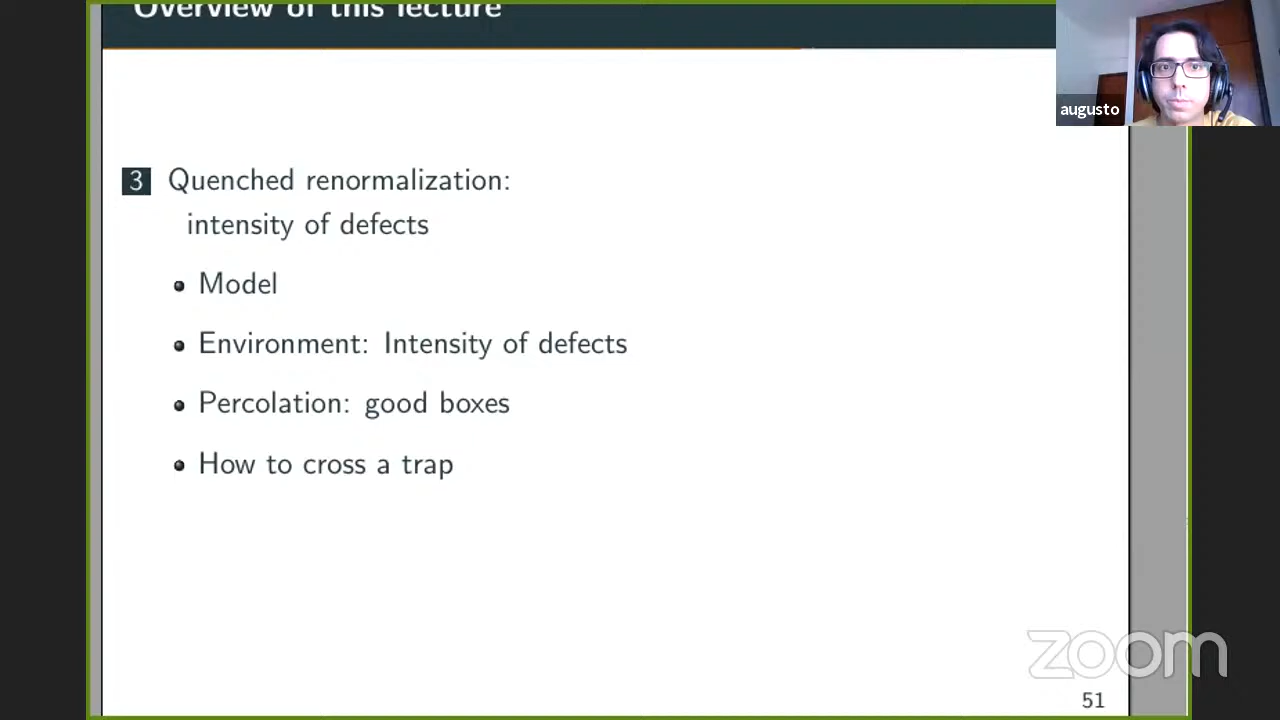 Overview of this lecture
augusto
3 Quenched renormalization:
intensity of defects
• Model
• Environment: Intensity of defects
• Percolation: good boxes
• How to cross a trap
zoom
51